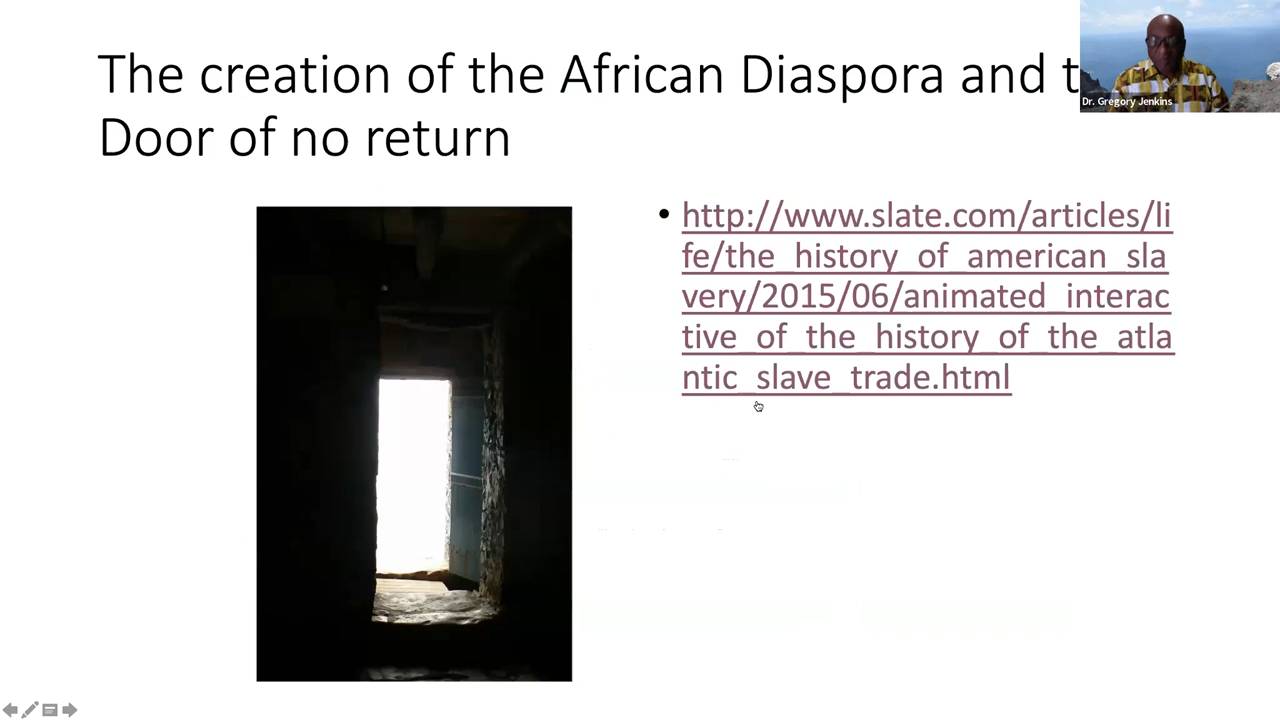 The creation of the African Diaspora and t
Door of no return
Dr. Gregory Jenkins
• http://www.slate.com/articles/li
fe/the_history_of_american_sla
very/2015/06/animated_interac
tive_of_the_history_of_the_atla
ntic_slave_trade.html